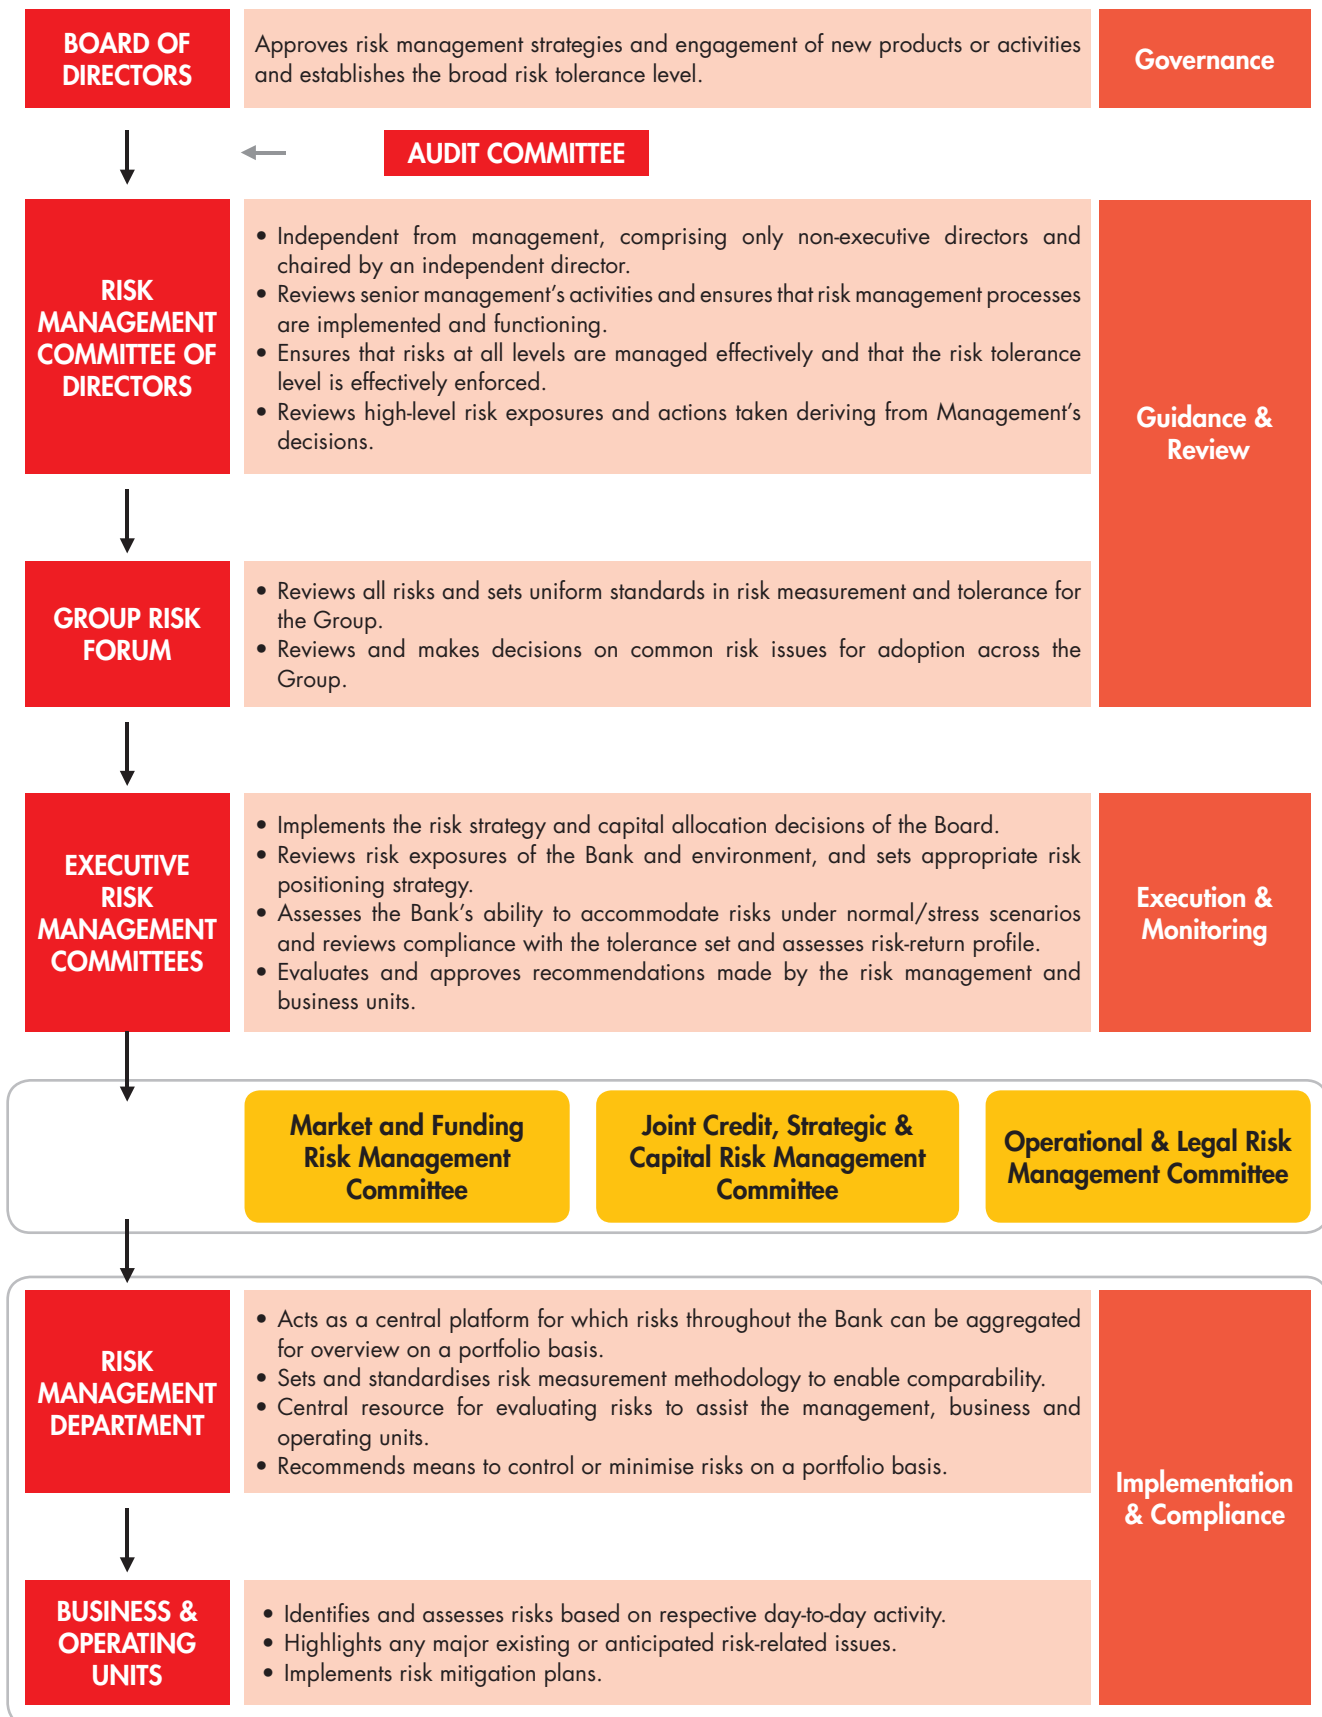 BOARD OF
DIRECTORS
Approves risk management strategies and engagement of new products or activities
and establishes the broad risk tolerance level.
Governance
AUDIT COMMITTEE
RISK
MANAGEMENT
COMMITTEE OF
DIRECTORS
• Independent from management, comprising only non-executive directors and
chaired by an independent director.
• Reviews senior management’s activities and ensures that risk management processes
are implemented and functioning.
• Ensures that risks at all levels are managed effectively and that the risk tolerance
level is effectively enforced.
• Reviews high-level risk exposures and actions taken deriving from Management’s
decisions.
Guidance &
Review
GROUP RISK
FORUM
• Reviews all risks and sets uniform standards in risk measurement and tolerance for
the Group.
• Reviews and makes decisions on common risk issues for adoption across the
Group.
EXECUTIVE
RISK
MANAGEMENT
COMMITTEES
• Implements the risk strategy and capital allocation decisions of the Board.
• Reviews risk exposures of the Bank and environment, and sets appropriate risk
positioning strategy.
• Assesses the Bank’s ability to accommodate risks under normal/stress scenarios
and reviews compliance with the tolerance set and assesses risk-return profile.
• Evaluates and approves recommendations made by the risk management and
business units.
Execution &
Monitoring
Market and Funding
Risk Management
Committee
Joint Credit, Strategic &
Capital Risk Management
Committee
Operational & Legal Risk
Management Committee
RISK
MANAGEMENT
DEPARTMENT
• Acts as a central platform for which risks throughout the Bank can be aggregated
for overview on a portfolio basis.
• Sets and standardises risk measurement methodology to enable comparability.
• Central resource for evaluating risks to assist the management, business and
operating units.
• Recommends means to control or minimise risks on a portfolio basis.
Implementation
& Compliance
BUSINESS &
OPERATING
UNITS
• Identifies and assesses risks based on respective day-to-day activity.
• Highlights any major existing or anticipated risk-related issues.
• Implements risk mitigation plans.